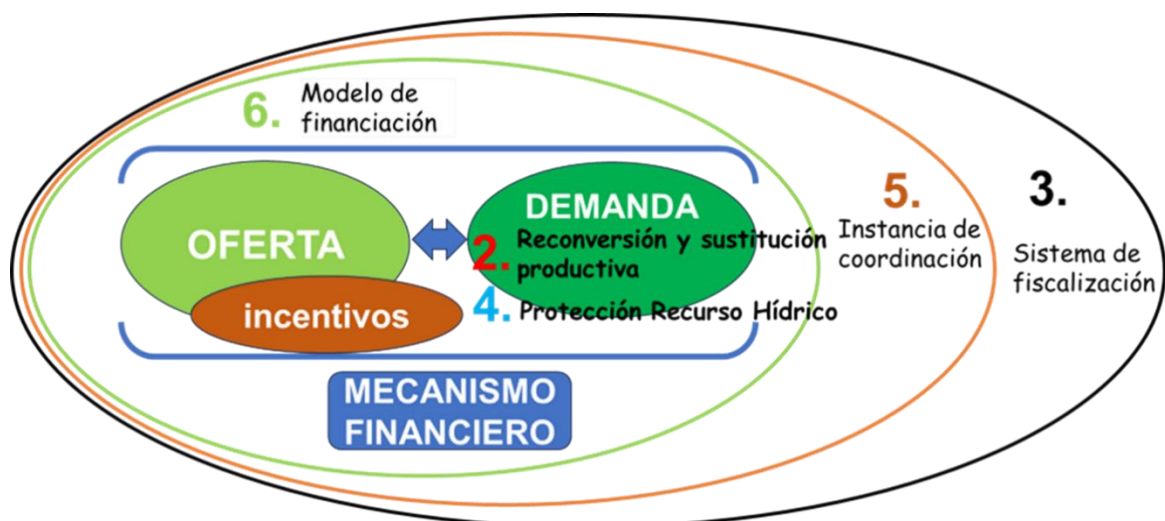 6. Modelo de
financiación
OFERTA
incentivos
DEMANDA
2. Reconversión y sustitución
productiva
4. Protección Recurso Hídrico
MECANISMO
FINANCIERO
5.
Instancia de
coordinación
3.
Sistema de
fiscalización